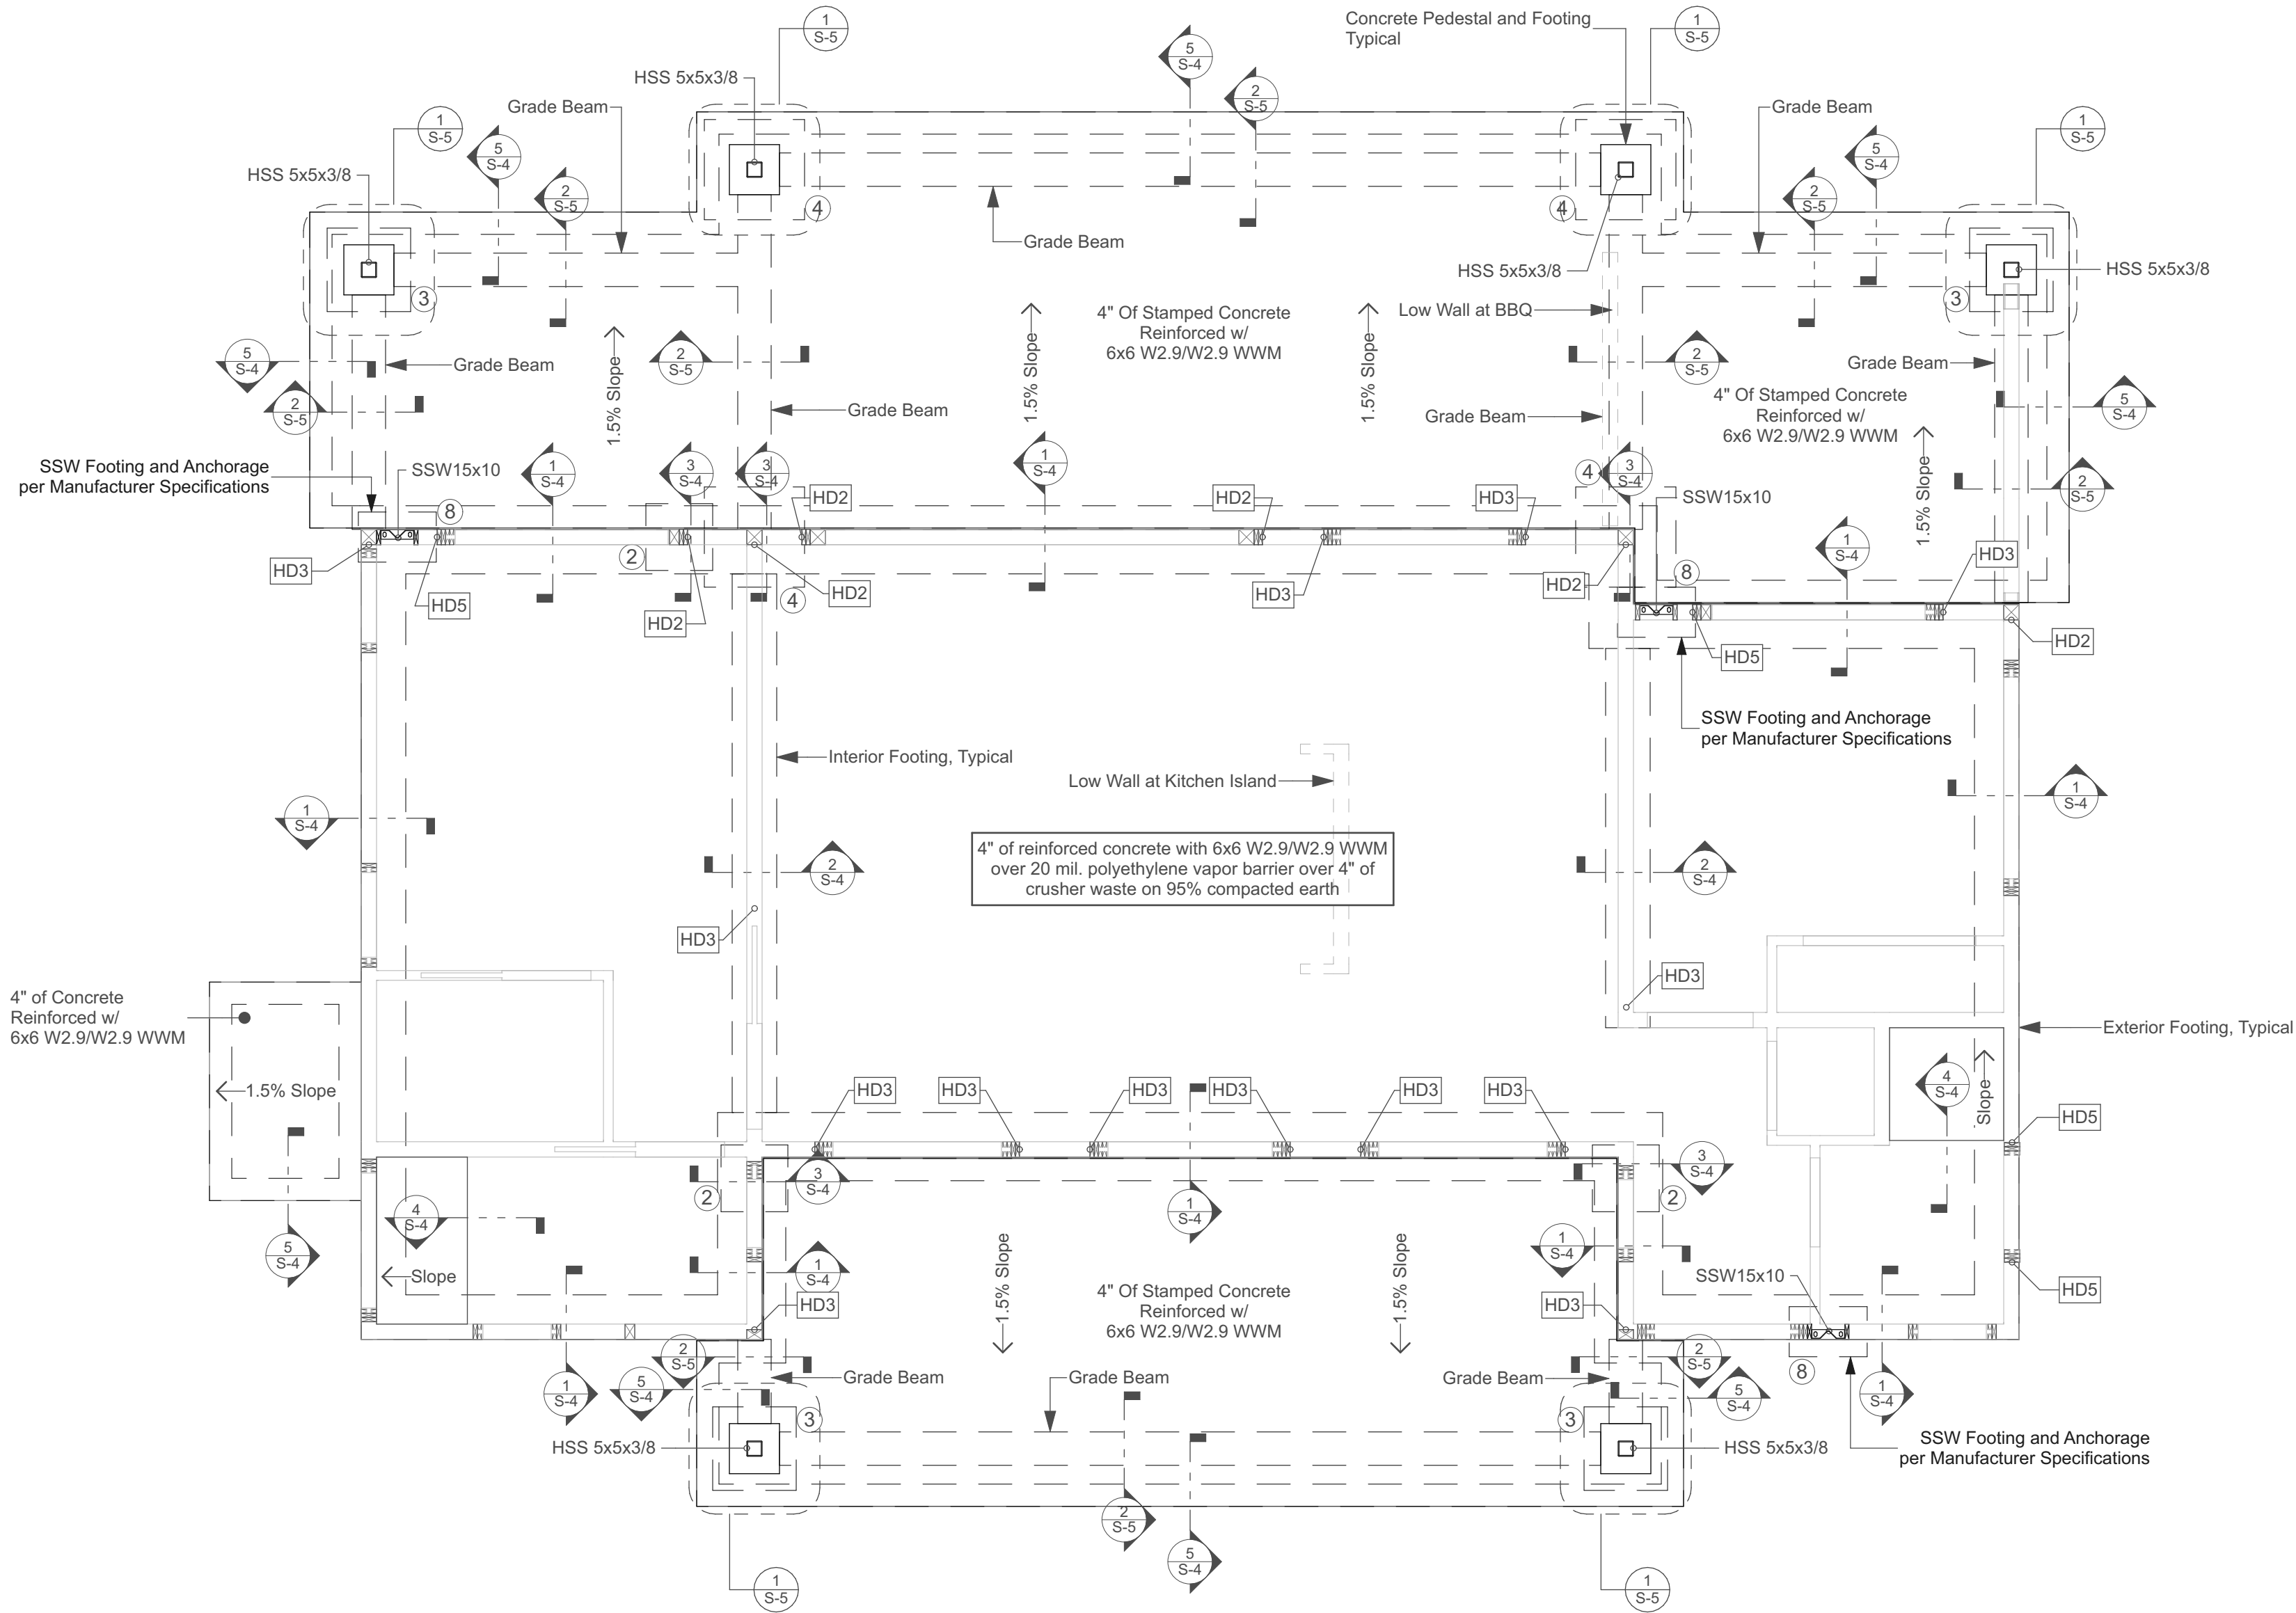 1
S-5
Concrete Pedestal and Footing
Typical
1
S-5
5
S-4
HSS 5x5x3/8
2
S-5
Grade Beam
Grade Beam
1
S-5
1
S-5
5
S-4
5
S-4
HSS 5x5x3/8
2
S-5
2
S-5
4
4
Grade Beam
HSS 5x5x3/8
HSS 5x5x3/8
3
3
4" Of Stamped Concrete
Reinforced w/
6x6 W2.9/W2.9 WWM
Low Wall at BBQ
5
S-4
Grade Beam
1.5% Slope
2
S-5
1.5% Slope
1.5% Slope
2
S-5
Grade Beam
2
S-5
Grade Beam
Grade Beam
4" Of Stamped Concrete
Reinforced w/
6x6 W2.9/W2.9 WWM
5
S-4
SSW Footing and Anchorage
per Manufacturer Specifications
SSW15x10
1
S-4
3
S-4
3
S-4
1
S-4
4
3
S-4
1.5% Slope
2
S-5
HD2
HD2
HD3
SSW15x10
8
1
S-4
HD3
2
HD3
HD5
HD2
4
HD2
HD3
HD2
8
HD5
HD2
SSW Footing and Anchorage
per Manufacturer Specifications
Interior Footing, Typical
Low Wall at Kitchen Island
1
S-4
1
S-4
4" of reinforced concrete with 6x6 W2.9/W2.9 WWM
over 20 mil. polyethylene vapor barrier over 4" of
crusher waste on 95% compacted earth
2
S-4
2
S-4
HD3
HD3
4" of Concrete
Reinforced w/
6x6 W2.9/W2.9 WWM
Exterior Footing, Typical
1.5% Slope
HD3
HD3
HD3
HD3
HD3
HD3
4
S-4
Slope
HD5
3
S-4
3
S-4
2
2
4
S-4
1
S-4
5
S-4
1
S-4
1
S-4
Slope
1.5% Slope
1.5% Slope
4" Of Stamped Concrete
Reinforced w/
6x6 W2.9/W2.9 WWM
SSW15x10
HD5
HD3
HD3
2
S-5
2
S-5
8
1
S-4
5
S-4
Grade Beam
Grade Beam
Grade Beam
5
S-4
1
S-4
3
3
HSS 5x5x3/8
HSS 5x5x3/8
SSW Footing and Anchorage
per Manufacturer Specifications
2
S-5
5
S-4
1
S-5
1
S-5